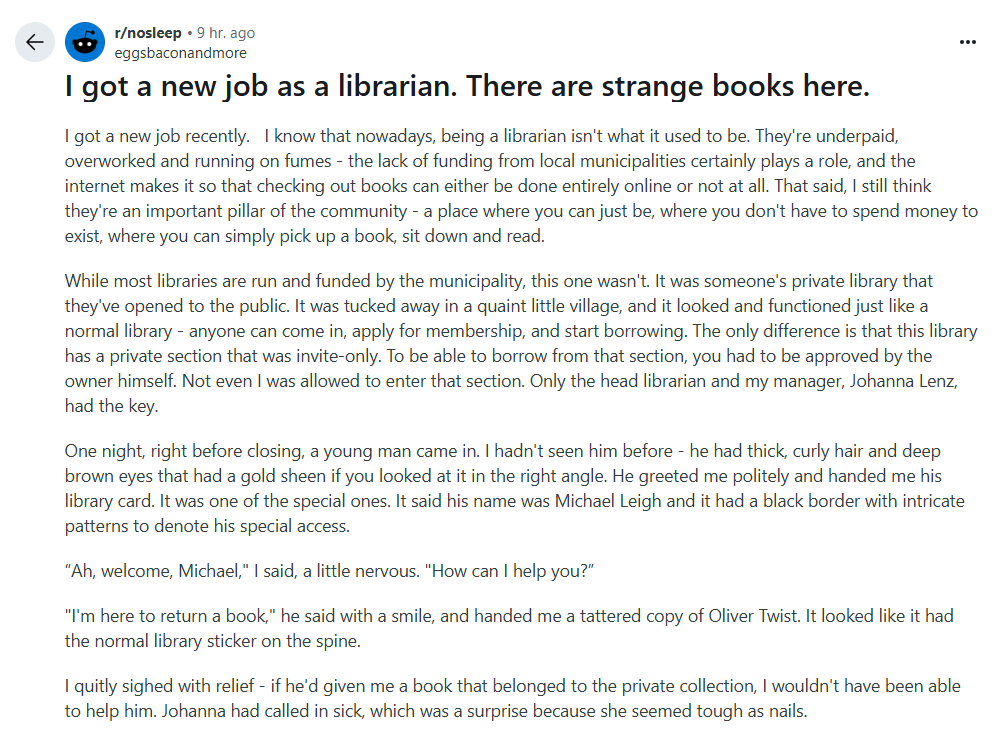 r/nosleep • 9 hr. ago
eggsbaconandmore
I got a new job as a librarian. There are strange books here.
I got a new job recently.   I know that nowadays, being a librarian isn't what it used to be. They're underpaid,
overworked and running on fumes - the lack of funding from local municipalities certainly plays a role, and the
internet makes it so that checking out books can either be done entirely online or not at all. That said, I still think
they're an important pillar of the community - a place where you can just be, where you don't have to spend money to
exist, where you can simply pick up a book, sit down and read.
While most libraries are run and funded by the municipality, this one wasn't. It was someone's private library that
they've opened to the public. It was tucked away in a quaint little village, and it looked and functioned just like a
normal library - anyone can come in, apply for membership, and start borrowing. The only difference is that this library
has a private section that was invite-only. To be able to borrow from that section, you had to be approved by the
owner himself. Not even I was allowed to enter that section. Only the head librarian and my manager, Johanna Lenz,
had the key.
One night, right before closing, a young man came in. I hadn't seen him before - he had thick, curly hair and deep
brown eyes that had a gold sheen if you looked at it in the right angle. He greeted me politely and handed me his
library card. It was one of the special ones. It said his name was Michael Leigh and it had a black border with intricate
patterns to denote his special access.
“Ah, welcome, Michael," I said, a little nervous. "How can I help you?”
"I'm here to return a book," he said with a smile, and handed me a tattered copy of Oliver Twist. It looked like it had
the normal library sticker on the spine.
I quitly sighed with relief - if he'd given me a book that belonged to the private collection, I wouldn't have been able
to help him. Johanna had called in sick, which was a surprise because she seemed tough as nails.